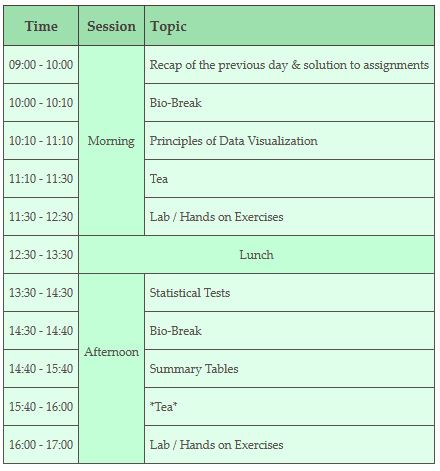 Time Session Topic
09:00 - 10:00 Recap of the previous day & solution to assignments
10:00 - 10:10 Bio-Break
10:10 - 11:10 Morning Principles of Data Visualization
11:10 - 11:30 Tea
11:30 - 12:30 Lab / Hands on Exercises
12:30 - 13:30 Lunch
13:30 - 14:30 Statistical Tests
14:30 - 14:40 Bio-Break
Afternoon
14:40 - 15:40 Summary Tables
15:40 - 16:00 *Tea*
16:00 - 17:00 Lab / Hands on Exercises